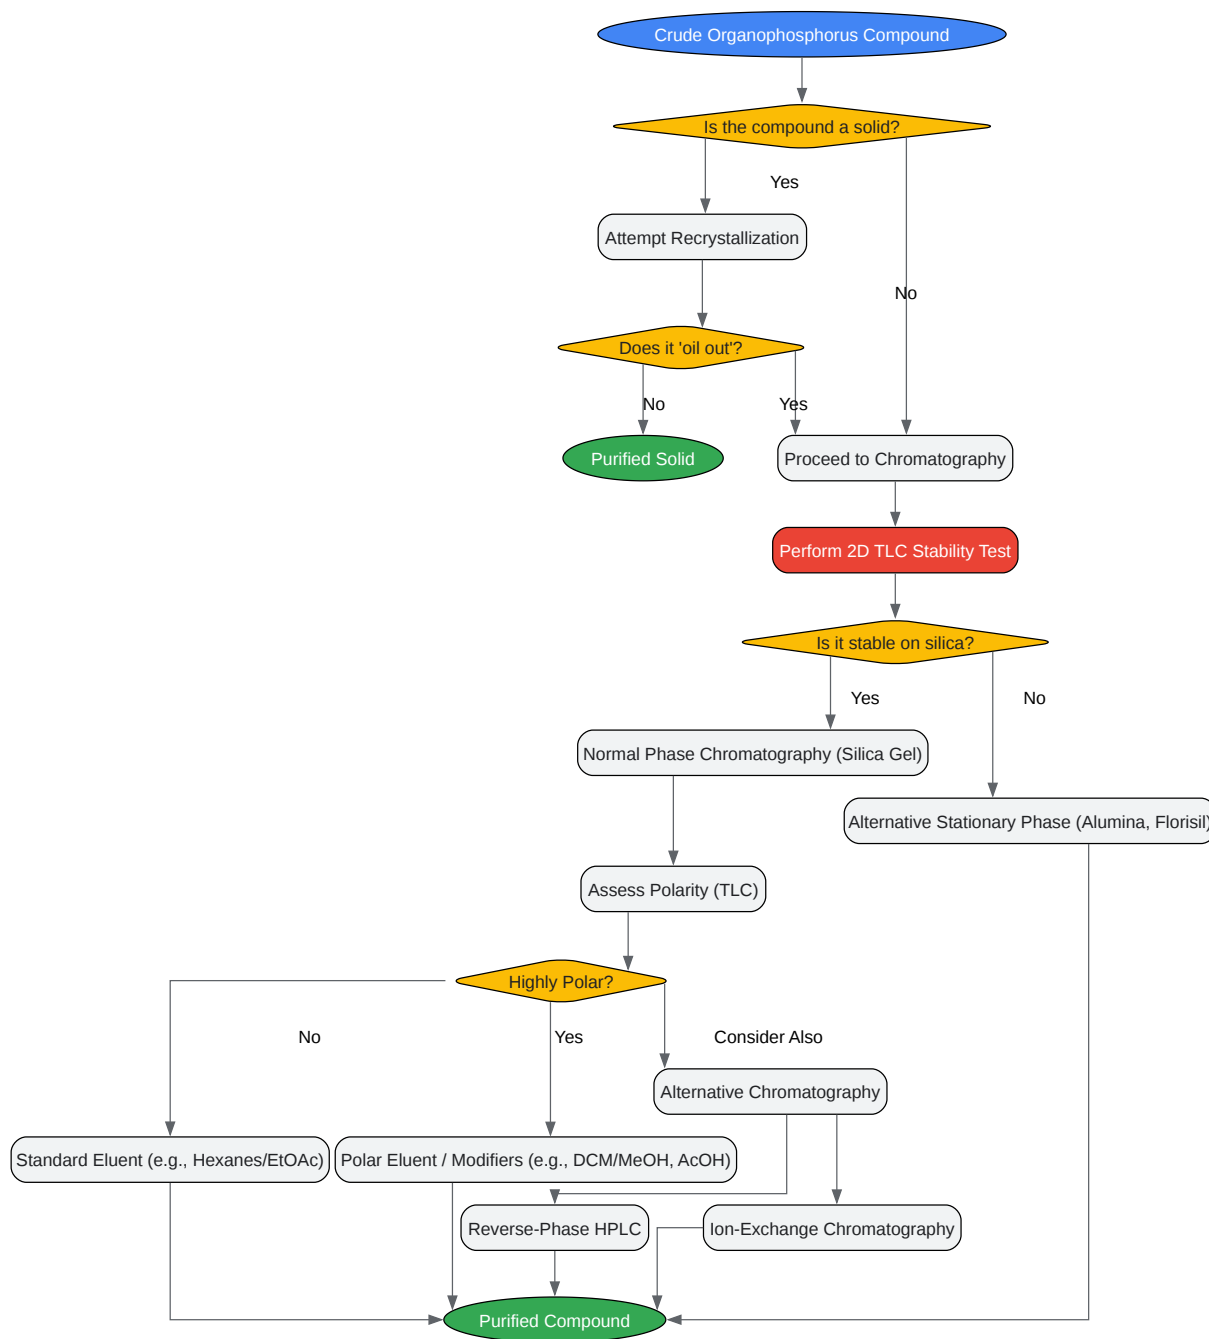 Crude Organophosphorus Compound
Is the compound a solid?
Yes
Attempt Recrystallization
No
Does it 'oil out'?
No
Yes
Purified Solid
Proceed to Chromatography
Perform 2D TLC Stability Test
Is it stable on silica?
Yes
No
Normal Phase Chromatography (Silica Gel)
Alternative Stationary Phase (Alumina, Florisil)
Assess Polarity (TLC)
Highly Polar?
No
Yes
Consider Also
Alternative Chromatography
Standard Eluent (e.g., Hexanes/EtOAc)
Polar Eluent / Modifiers (e.g., DCM/MeOH, AcOH)
Reverse-Phase HPLC
Ion-Exchange Chromatography
Purified Compound